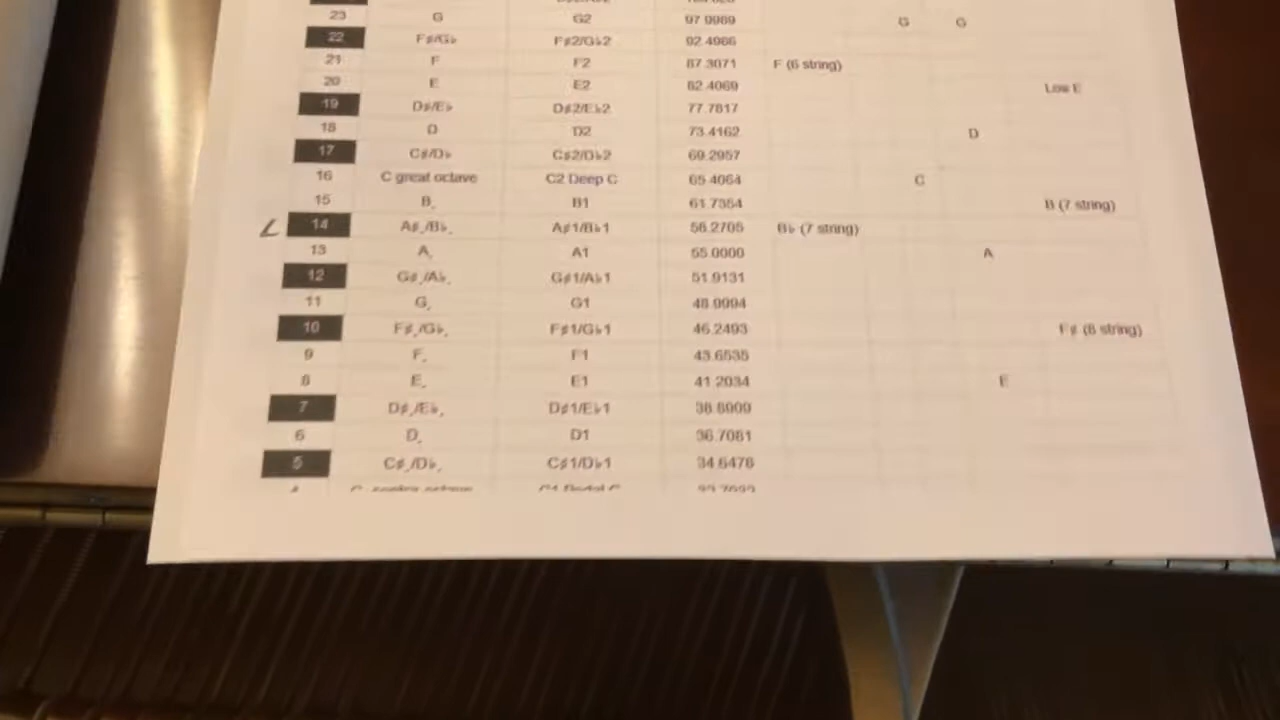 23 G G2 97.9989 G G
22 F♯/G♭ F♯2/G♭2 92.4986
21 F F2 87.3071 F (6 string)
20 E E2 82.4069 Low E
19 D♯/E♭ D♯2/E♭2 77.7817
18 D D2 73.4162 D
17 C♯/D♭ C♯2/D♭2 69.2957
16 C great octave C2 Deep C 65.4064 C
15 B͵ B1 61.7354 B (7 string)
14 A♯͵/B♭͵ A♯1/B♭1 58.2705 B♭ (7 string)
13 A͵ A1 55.0000 A
12 G♯͵/A♭͵ G♯1/A♭1 51.9131
11 G͵ G1 48.9994
10 F♯͵/G♭͵ F♯1/G♭1 46.2493 F♯ (8 string)
9 F͵ F1 43.6535
8 E͵ E1 41.2034 E
7 D♯͵/E♭͵ D♯1/E♭1 38.8909
6 D͵ D1 36.7081
5 C♯͵/D♭͵ C♯1/D♭1 34.6478